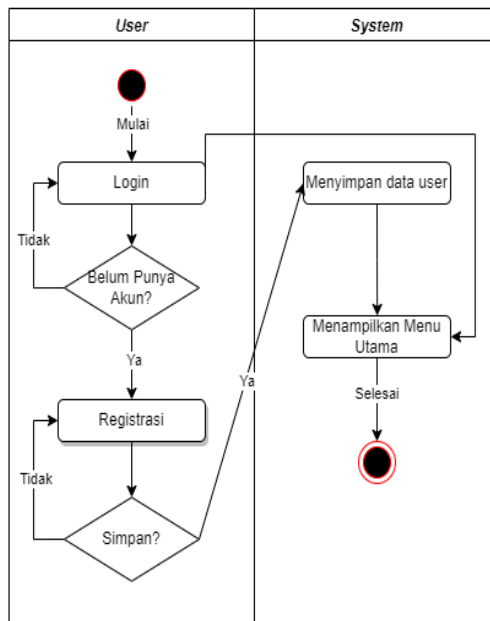 User
System
Mulai
Login
Menyimpan data user
Tidak
Belum Punya
Akun?
Menampilkan Menu
Utama
Ya
Ya
Selesai
Registrasi
Tidak
Simpan?